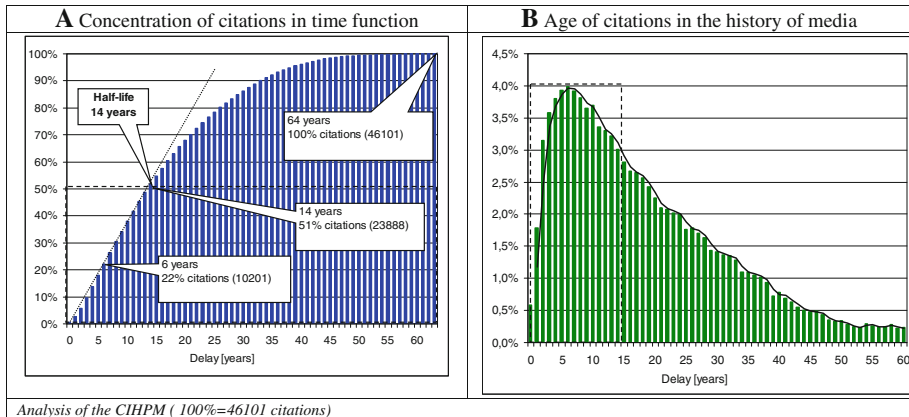 A Concentration of citations in time function
100%
90%
80%
70%
60%
50%
40%
30%
20%
10%
0%
Half-life
14 years
64 years
100% citations (46101)
14 years
51% citations (23888)
6 years
22% citations (10201)
0 5 10 15 20 25 30 35 40 45 50 55 60
Delay [years]
B Age of citations in the history of media
4,5%
4,0%
3,5%
3,0%
2,5%
2,0%
1,5%
1,0%
0,5%
0,0%
0 5 10 15 20 25 30 35 40 45 50 55 60
Delay [years]
Analysis of the CIHPM ( 100%=46101 citations)